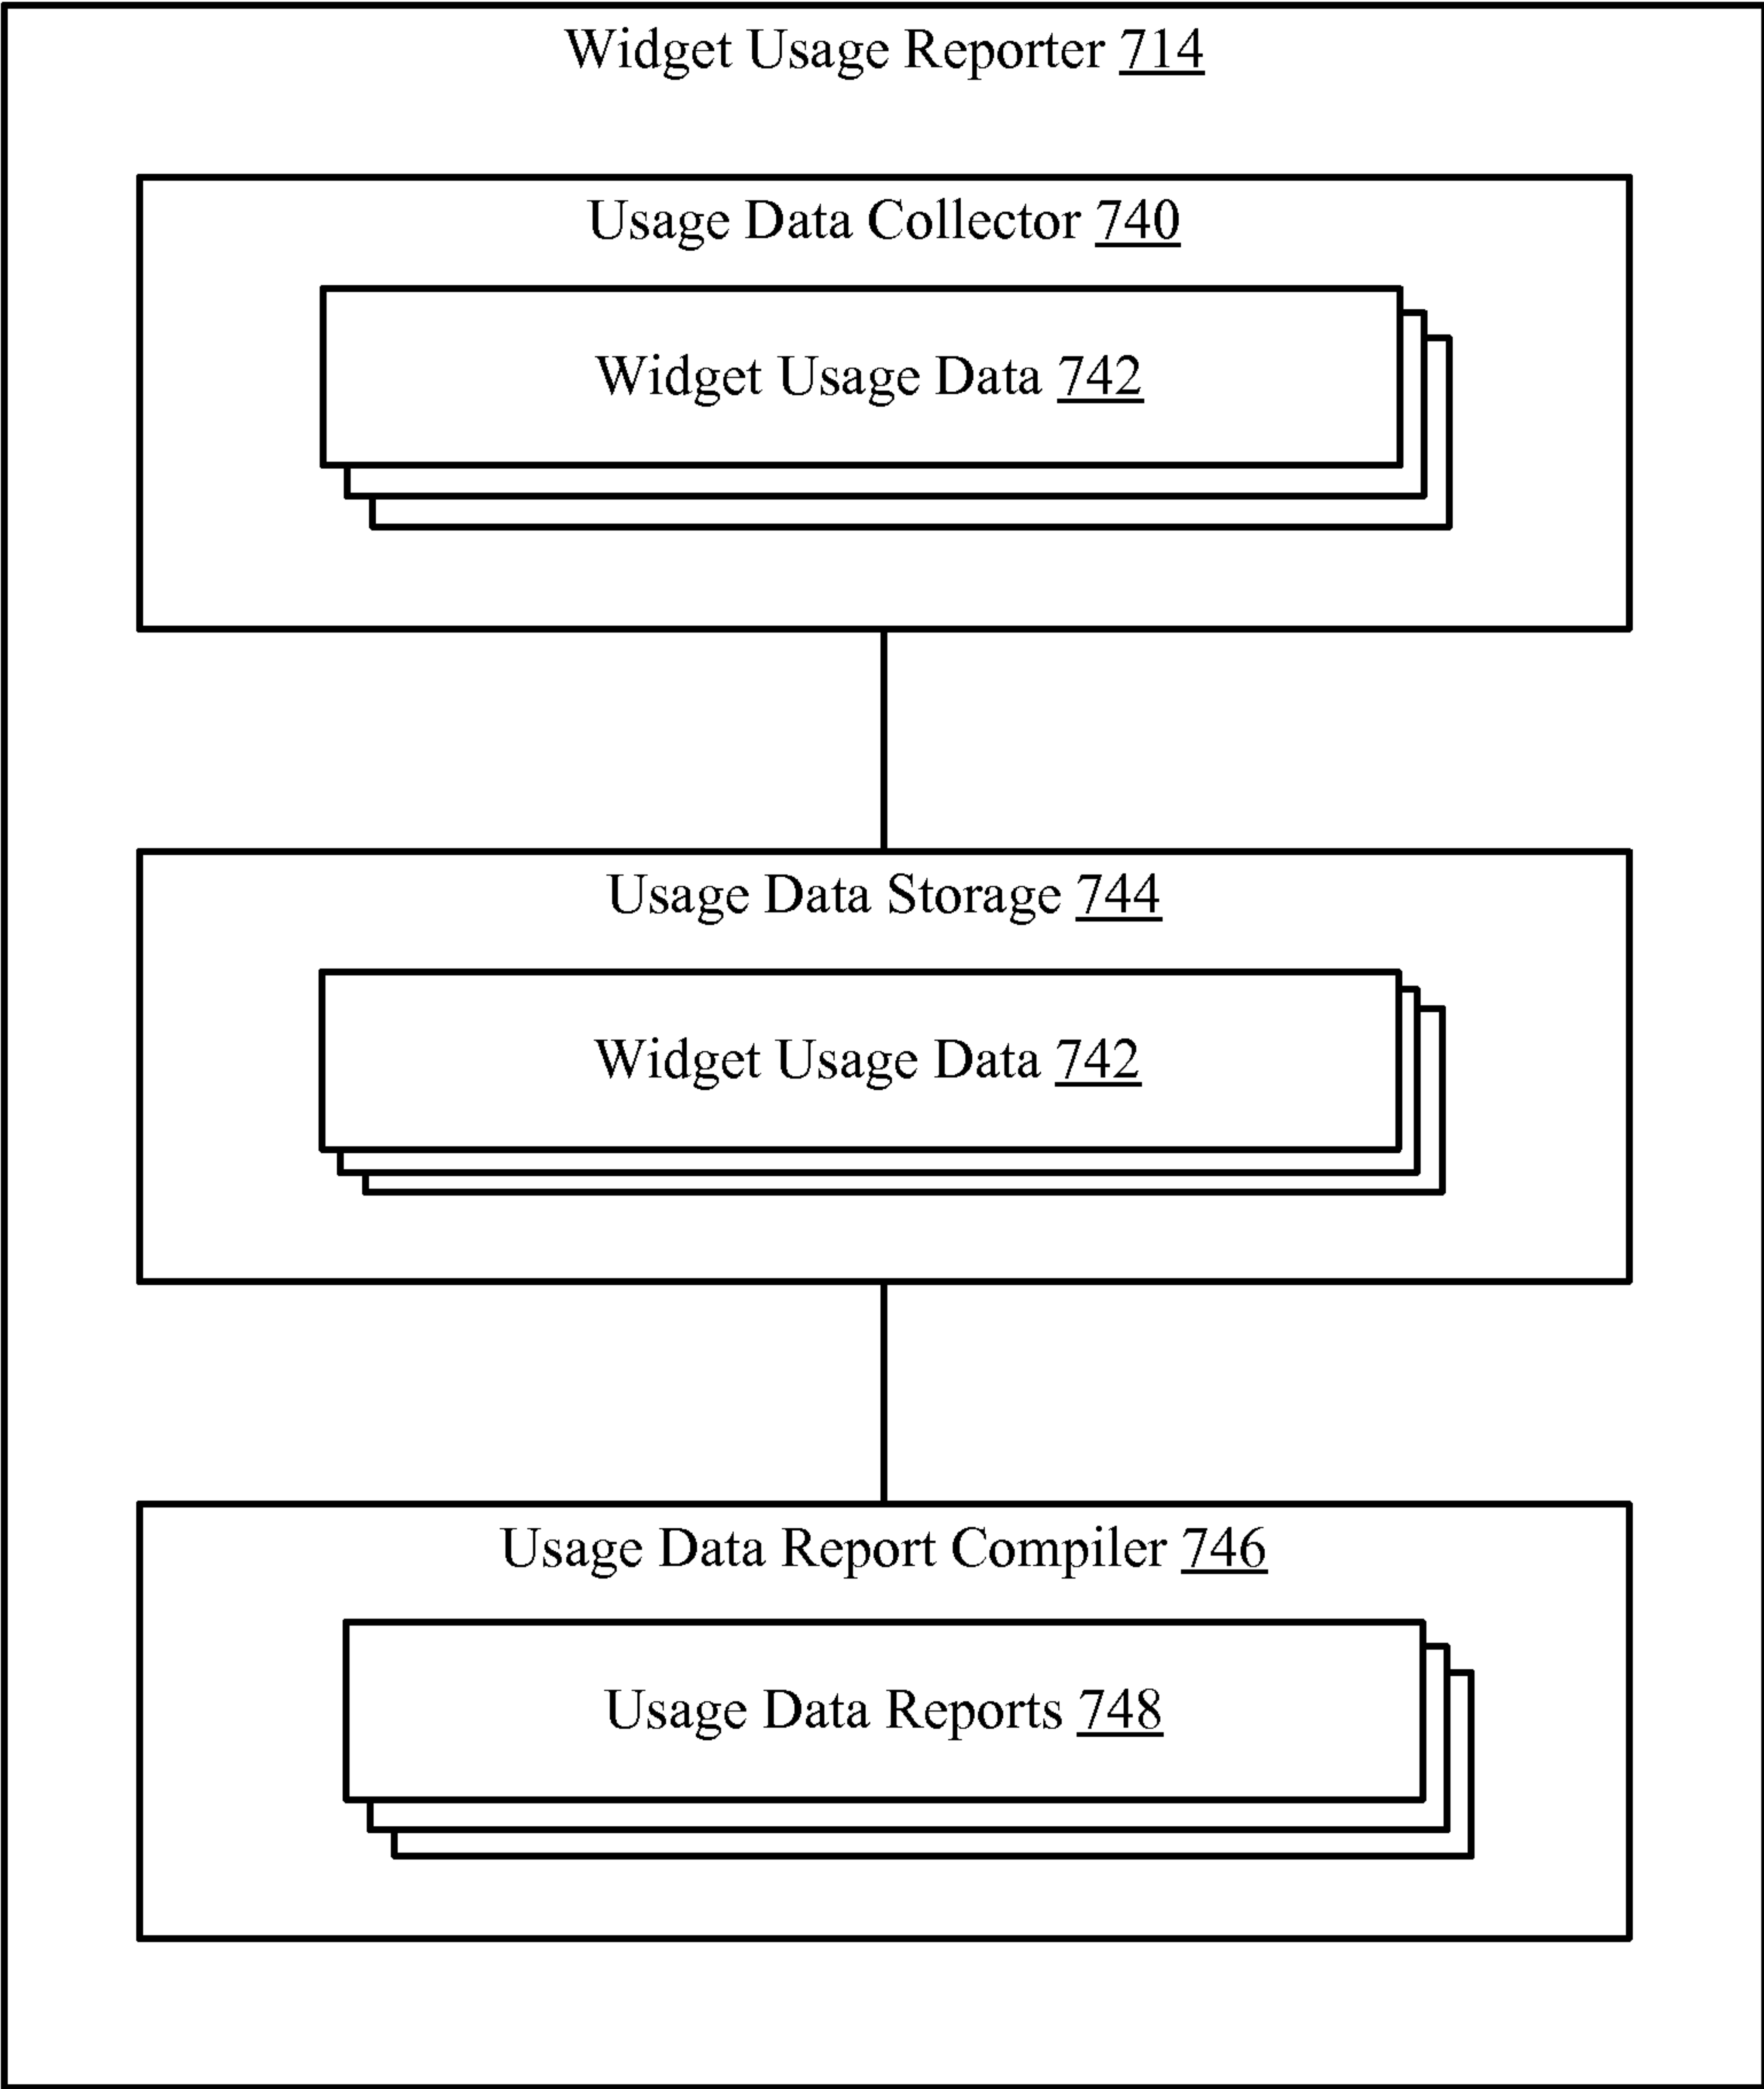 Widget Usage Reporter 714
Usage Data Collector 740
Widget Usage Data 742
Usage Data Storage 744
Widget Usage Data 742
Usage Data Report Compiler 746
Usage Data Reports 748